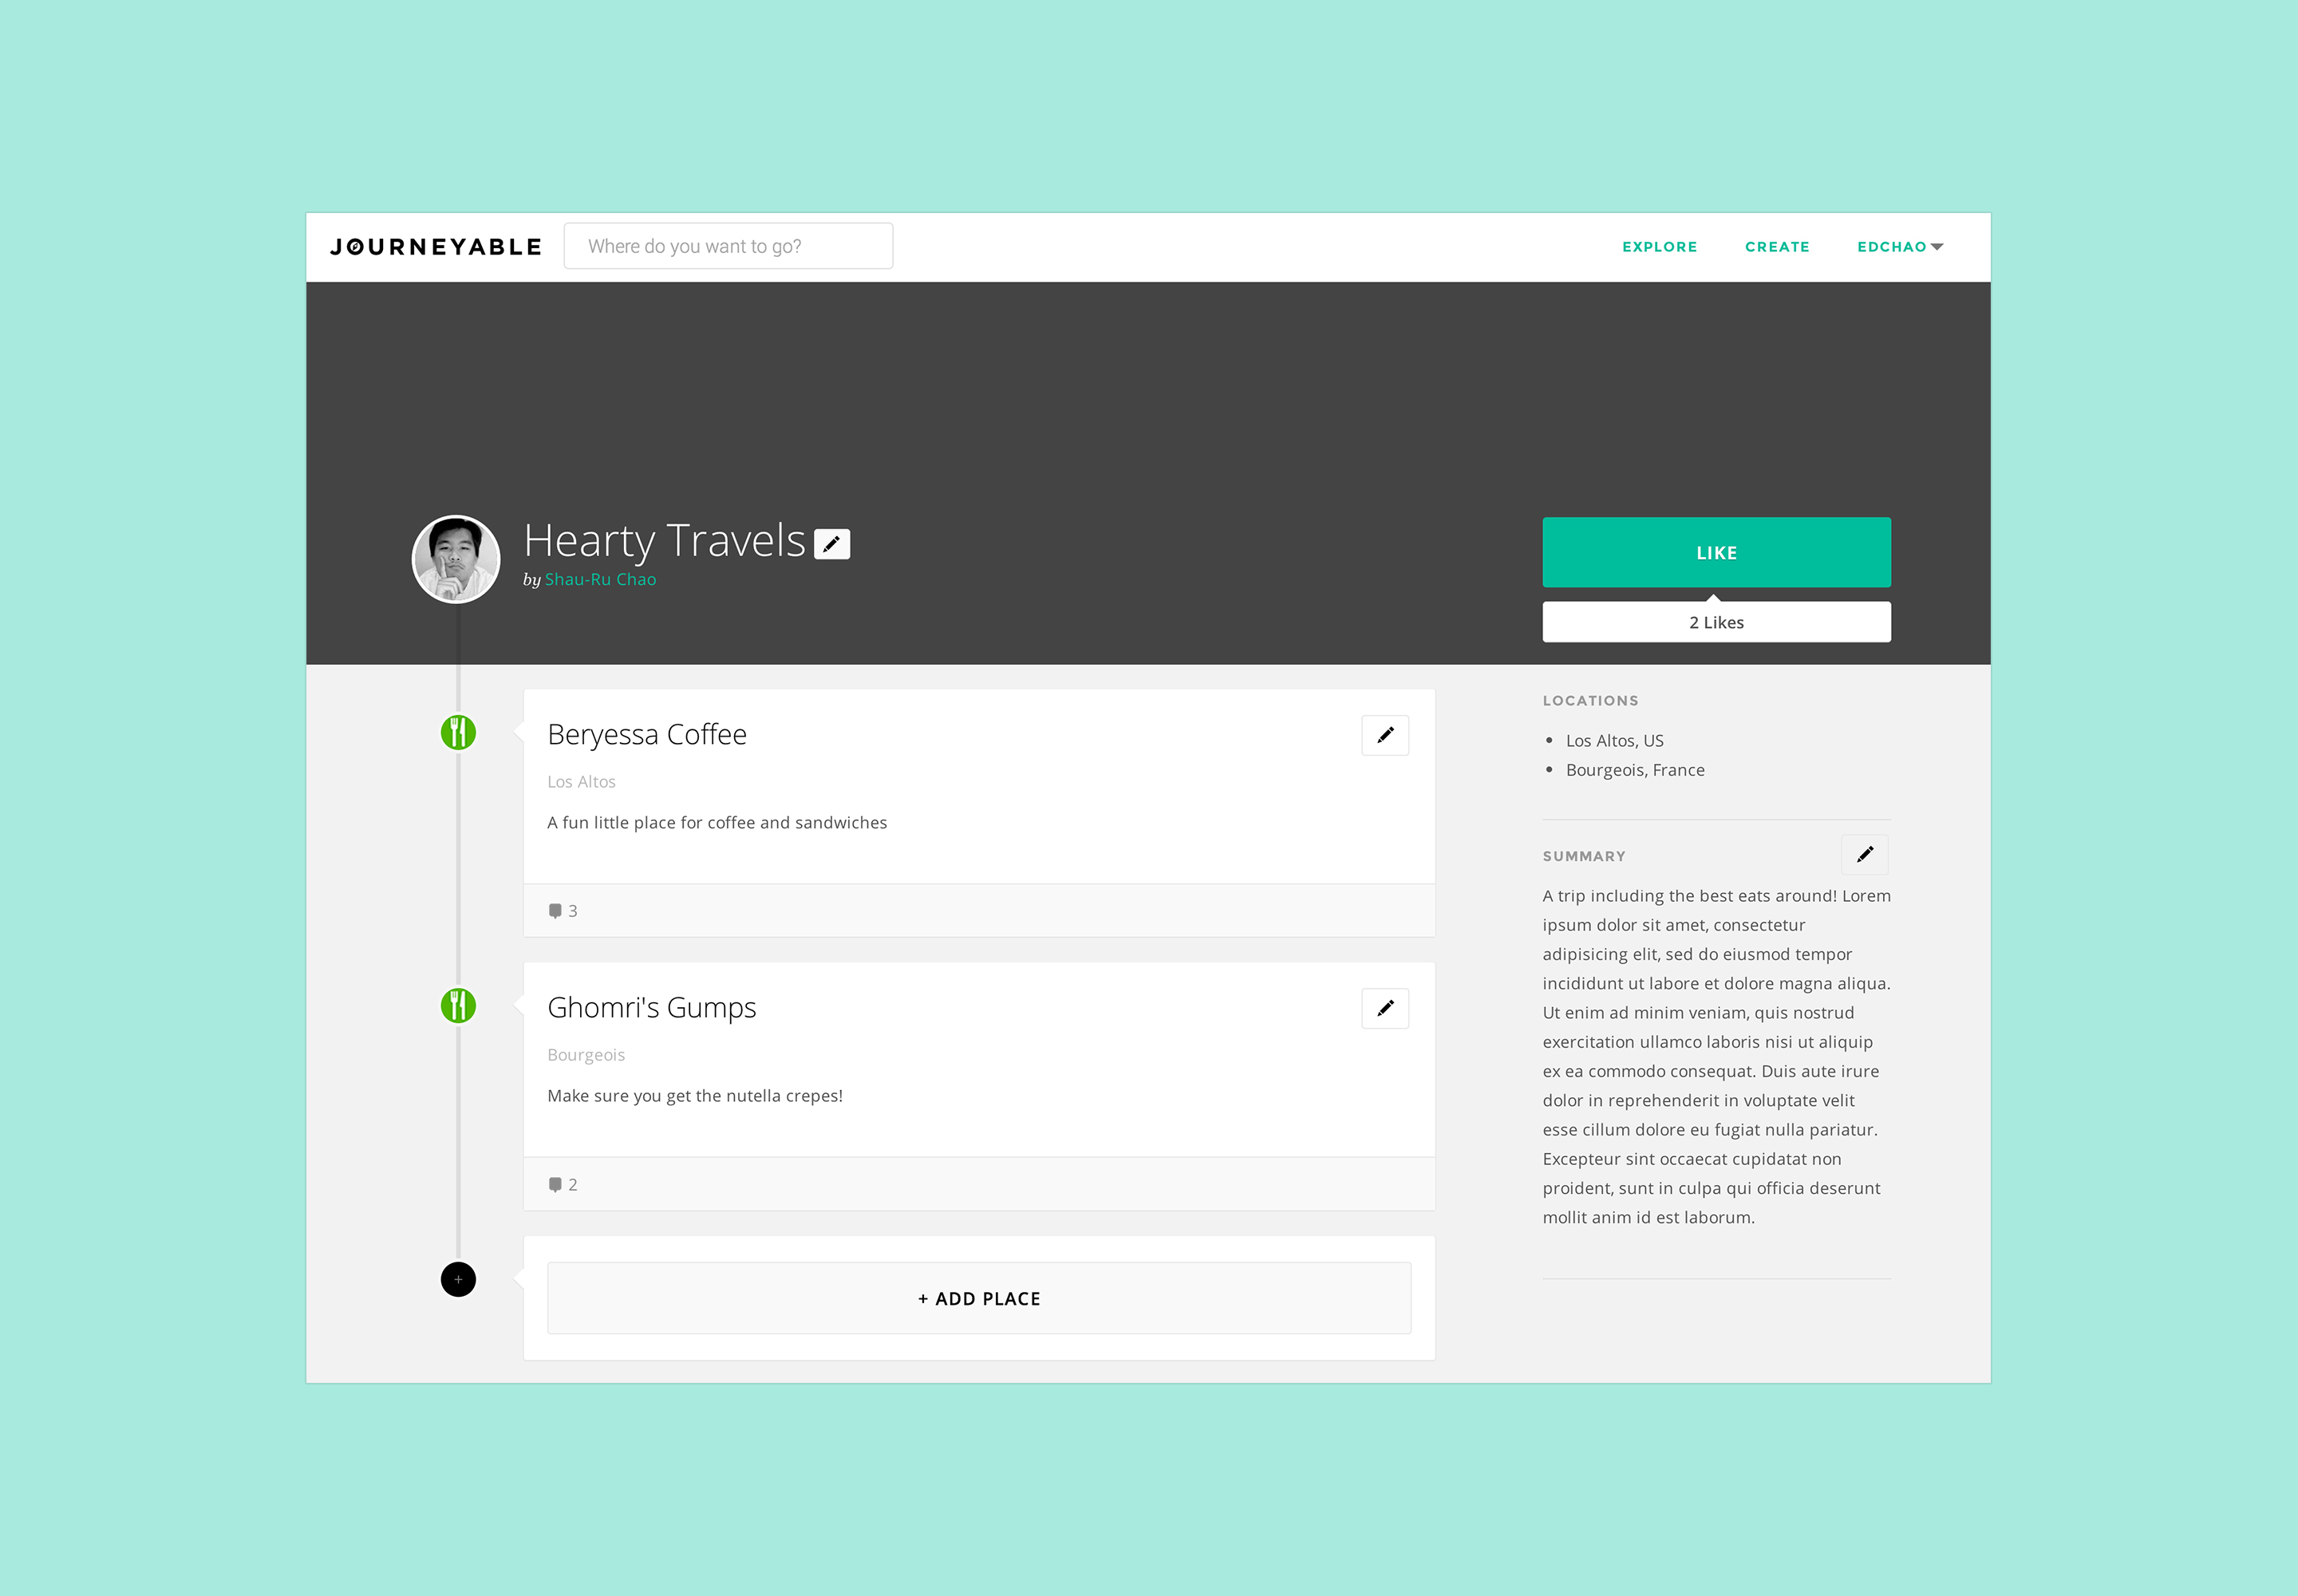 JOURNEYABLE
Where do you want to go?
EXPLORE
CREATE
EDCHAO
Hearty Travels
by Shau-Ru Chao
LIKE
2 Likes
Beryessa Coffee
Los Altos
A fun little place for coffee and sandwiches
3
Ghomri's Gumps
Bourgeois
Make sure you get the nutella crepes!
2
+
+ ADD PLACE
LOCATIONS
• Los Altos, US
• Bourgeois, France
SUMMARY
A trip including the best eats around! Lorem
ipsum dolor sit amet, consectetur
adipisicing elit, sed do eiusmod tempor
incididunt ut labore et dolore magna aliqua.
Ut enim ad minim veniam, quis nostrud
exercitation ullamco laboris nisi ut aliquip
ex ea commodo consequat. Duis aute irure
dolor in reprehenderit in voluptate velit
esse cillum dolore eu fugiat nulla pariatur.
Excepteur sint occaecat cupidatat non
proident, sunt in culpa qui officia deserunt
mollit anim id est laborum.